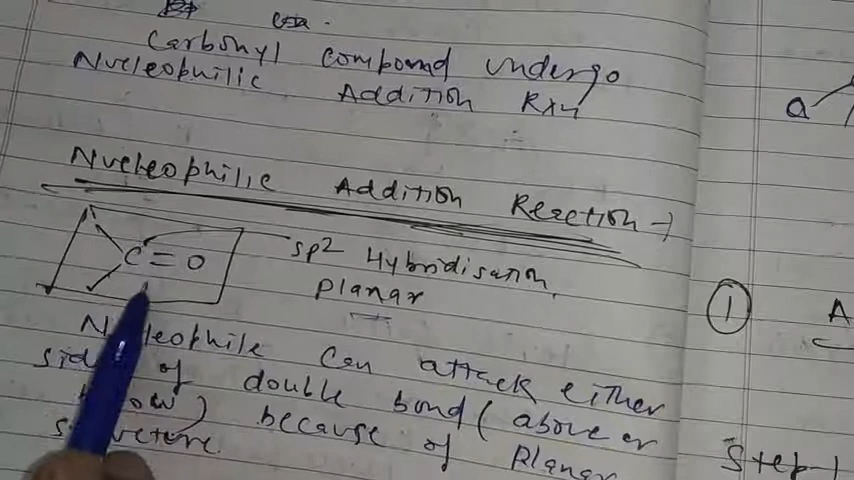 Carbonyl compound undergo
Nucleophilic Addition Rxn
Nucleophilic Addition Reaction →
C = O
sp2 Hybridisation
planar
Nucleophile can attack either
side of double bond ( above or
below) because of planar
structure.
a
1
A
Step-1